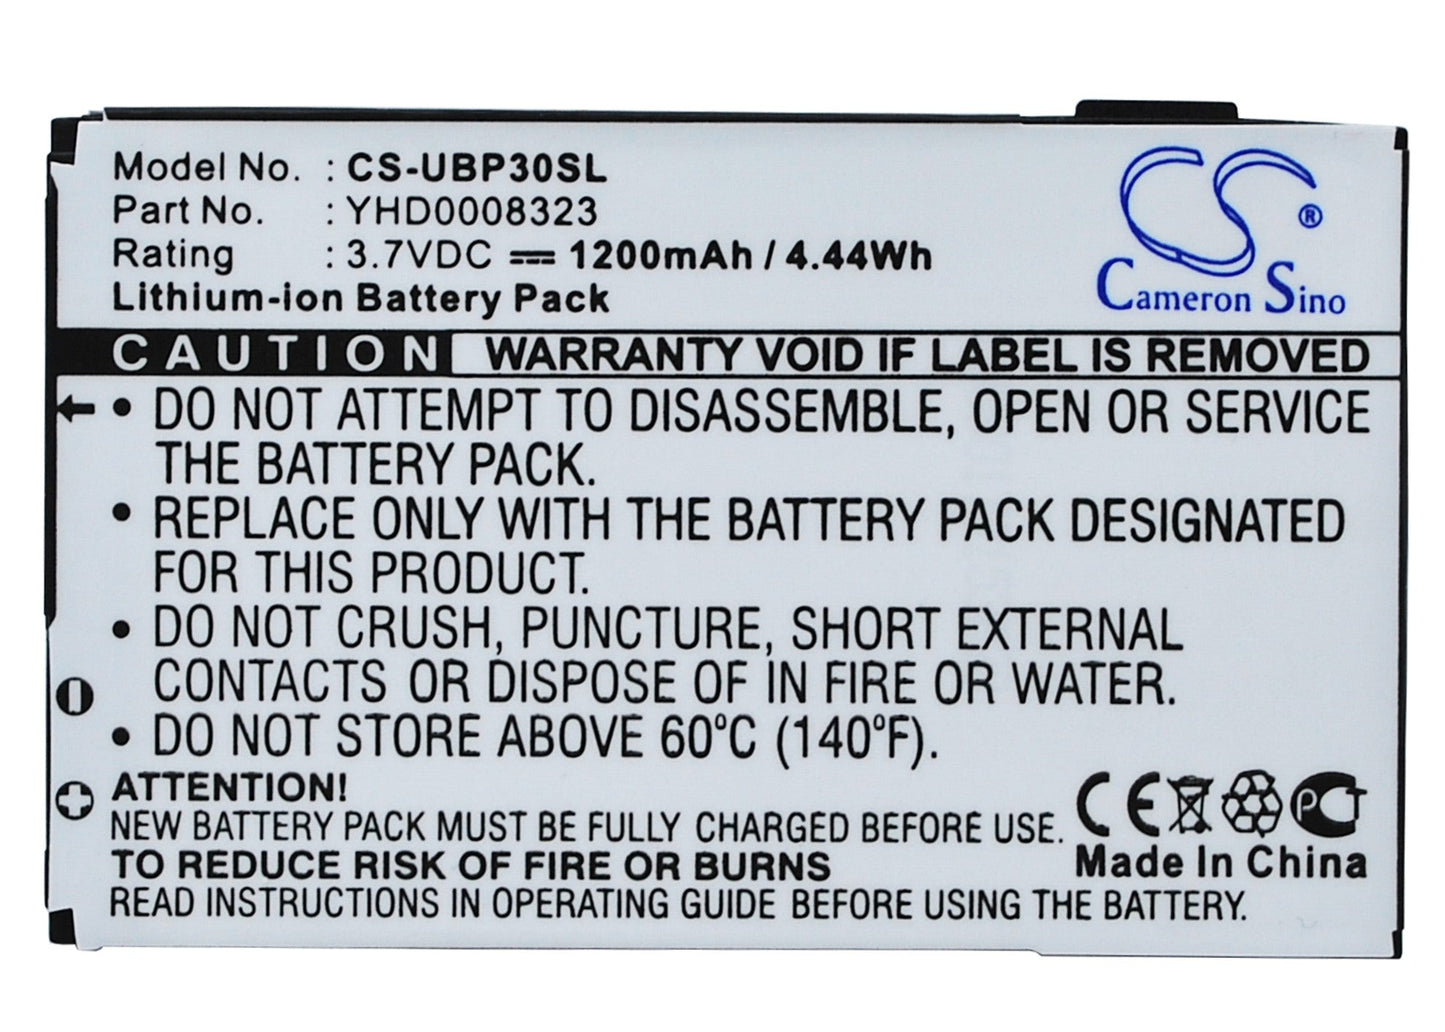 Model No. : CS-UBP30SL
Part No. : YHD0008323
Rating : 3.7VDC ⎓ 1200mAh / 4.44Wh
Lithium-ion Battery Pack
CS®
Cameron Sino
CAUTION WARRANTY VOID IF LABEL IS REMOVED
• DO NOT ATTEMPT TO DISASSEMBLE, OPEN OR SERVICE
THE BATTERY PACK.
• REPLACE ONLY WITH THE BATTERY PACK DESIGNATED
FOR THIS PRODUCT.
• DO NOT CRUSH, PUNCTURE, SHORT EXTERNAL
CONTACTS OR DISPOSE OF IN FIRE OR WATER.
• DO NOT STORE ABOVE 60°C (140°F).
ATTENTION!
NEW BATTERY PACK MUST BE FULLY CHARGED BEFORE USE.
TO REDUCE RISK OF FIRE OR BURNS
READ INSTRUCTIONS IN OPERATING GUIDE BEFORE USING THE BATTERY.
CE PCT
Made In China